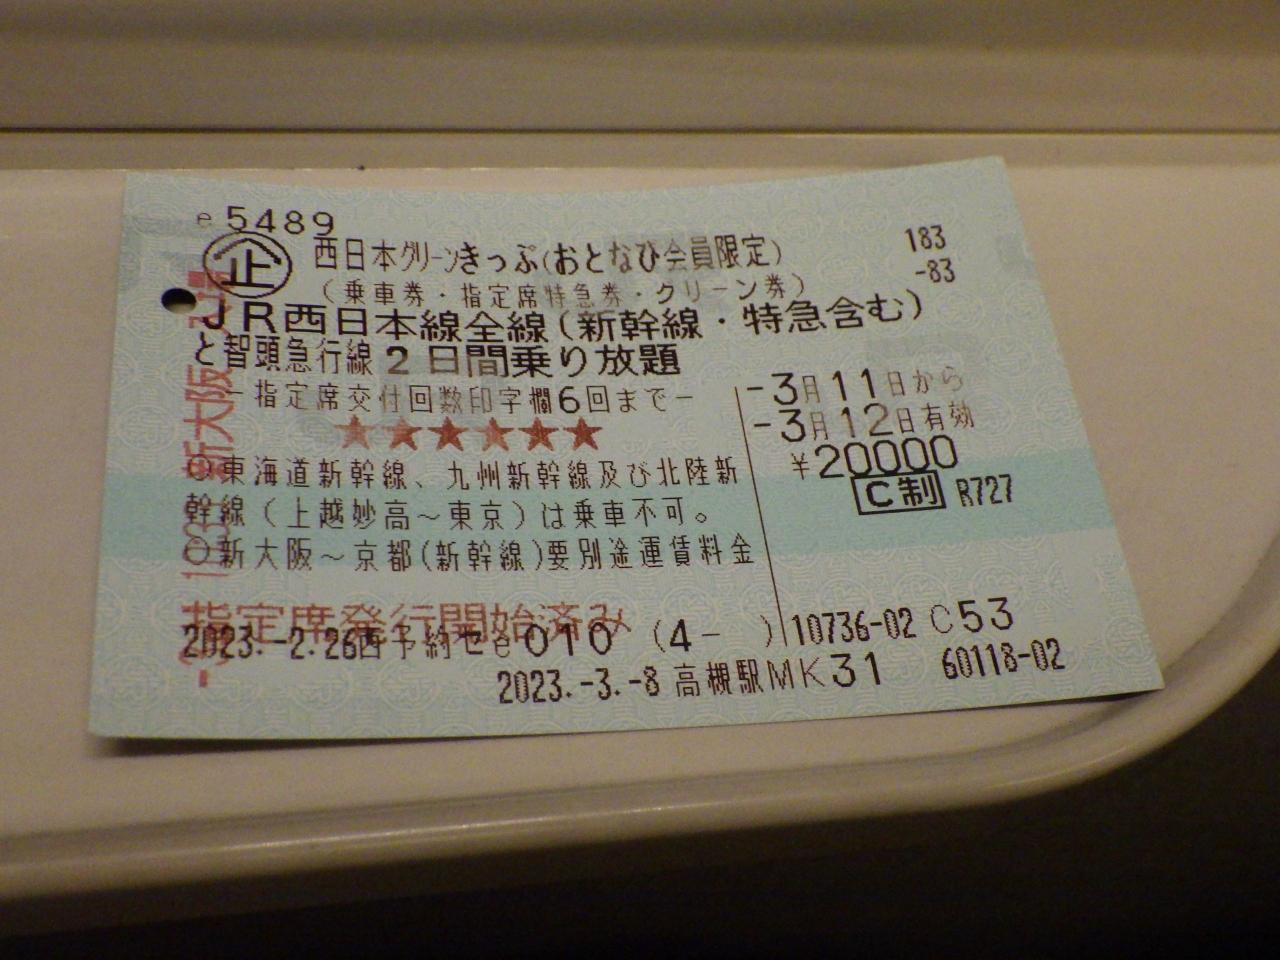 e5489
企 西日本グリーンきっぷ(おとなび会員限定)
183
-83
(乗車券・指定席特急券・グリーン券)
JR西日本線全線(新幹線・特急含む)
と智頭急行線2日間乗り放題
-指定席交付回数印字欄6回まで-
-3月11日から
-3月12日有効
★★★★★★
¥20000
C制 R727
◎東海道新幹線、九州新幹線及び北陸新
幹線(上越妙高~東京)は乗車不可。
◎新大阪~京都(新幹線)要別途運賃料金
指定席発行開始済み
新大阪
2023.-2.26西予約セe010 (4- )
10736-02 C53
2023.-3.-8 高槻駅MK31 60118-02